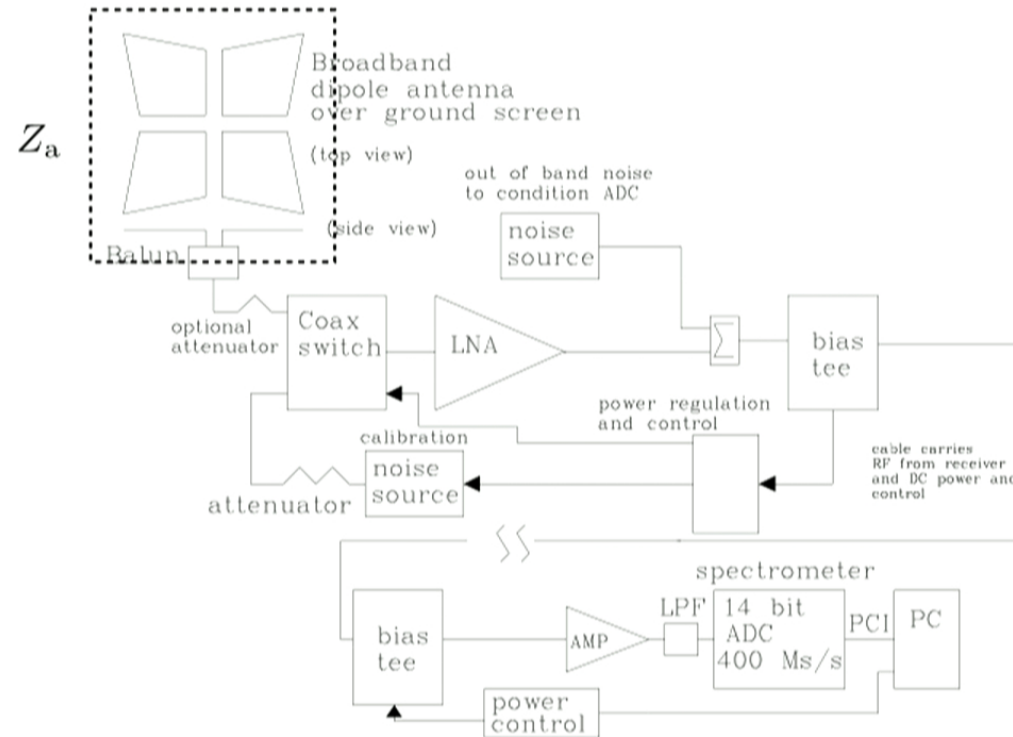 Za
Broadband
dipole antenna
over ground screen
(top view)
(side view)
Balun
out of band noise
to condition ADC
noise
source
optional
attenuator
Coax
switch
LNA
Σ
bias
tee
power regulation
and control
calibration
noise
source
attenuator
cable carries
RF from receiver
and DC power and
control
spectrometer
bias
tee
AMP
LPF
14 bit
ADC
400 Ms/s
PCI
PC
power
control